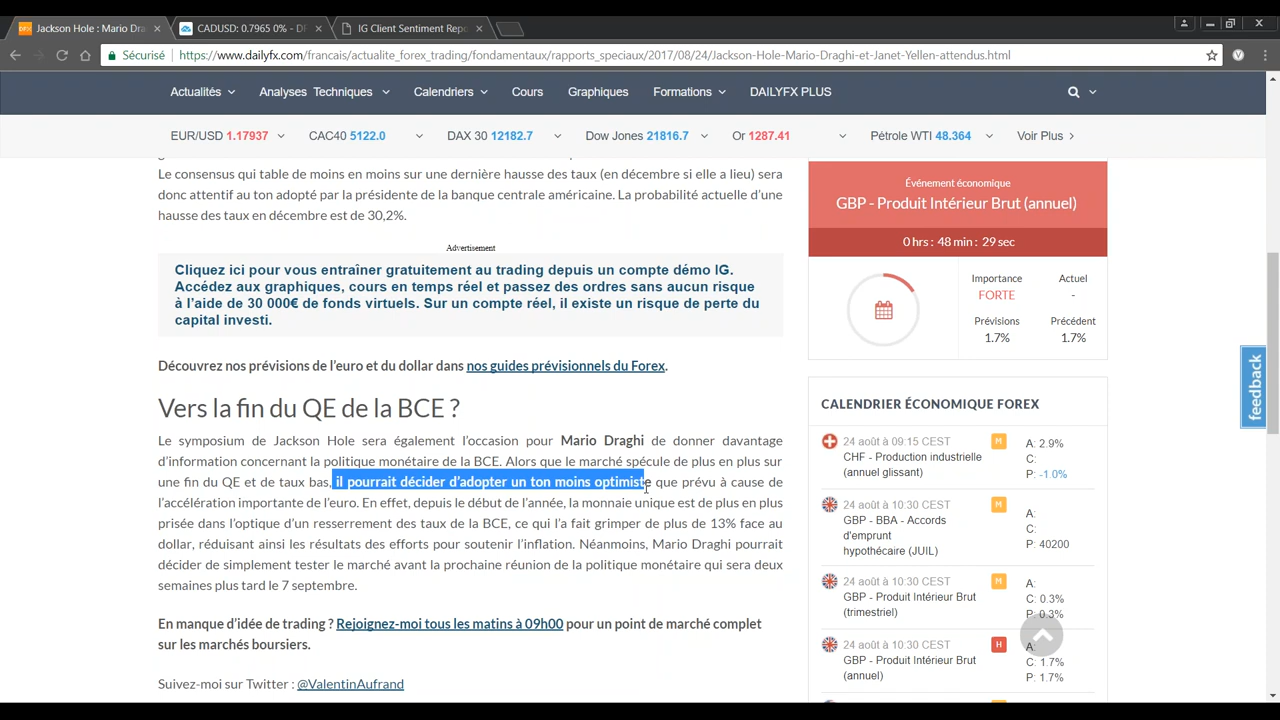 Jackson Hole : Mario Dra
CADUSD: 0.7965 0% - D
IG Client Sentiment Rep
Sécurisé
https://www.dailyfx.com/francais/actualite_forex_trading/fondamentaux/rapports_speciaux/2017/08/24/Jackson-Hole-Mario-Draghi-et-Janet-Yellen-attendus.html
Actualités
Analyses Techniques
Calendriers
Cours
Graphiques
Formations
DAILYFX PLUS
EUR/USD 1.17937
CAC40 5122.0
DAX 30 12182.7
Dow Jones 21816.7
Or 1287.41
Pétrole WTI 48.364
Voir Plus
Le consensus qui table de moins en moins sur une dernière hausse des taux (en décembre si elle a lieu) sera
donc attentif au ton adopté par la présidente de la banque centrale américaine. La probabilité actuelle d'une
hausse des taux en décembre est de 30,2%.
Advertisement
Cliquez ici pour vous entraîner gratuitement au trading depuis un compte démo IG.
Accédez aux graphiques, cours en temps réel et passez des ordres sans aucun risque
à l'aide de 30 000€ de fonds virtuels. Sur un compte réel, il existe un risque de perte du
capital investi.
Découvrez nos prévisions de l'euro et du dollar dans nos guides prévisionnels du Forex.
Vers la fin du QE de la BCE ?
Le symposium de Jackson Hole sera également l'occasion pour Mario Draghi de donner davantage
d'information concernant la politique monétaire de la BCE. Alors que le marché spécule de plus en plus sur
une fin du QE et de taux bas, il pourrait décider d'adopter un ton moins optimiste que prévu à cause de
l'accélération importante de l'euro. En effet, depuis le début de l'année, la monnaie unique est de plus en plus
prisée dans l'optique d'un resserrement des taux de la BCE, ce qui l'a fait grimper de plus de 13% face au
dollar, réduisant ainsi les résultats des efforts pour soutenir l'inflation. Néanmoins, Mario Draghi pourrait
décider de simplement tester le marché avant la prochaine réunion de la politique monétaire qui sera deux
semaines plus tard le 7 septembre.
En manque d'idée de trading ? Rejoignez-moi tous les matins à 09h00 pour un point de marché complet
sur les marchés boursiers.
Suivez-moi sur Twitter : @ValentinAufrand
Événement économique
GBP - Produit Intérieur Brut (annuel)
0 hrs : 48 min : 29 sec
Importance
FORTE
Actuel
-
Prévisions
1.7%
Précédent
1.7%
feedback
CALENDRIER ÉCONOMIQUE FOREX
24 août à 09:15 CEST
CHF - Production industrielle
(annuel glissant)
M
A: 2.9%
C:
P: -1.0%
24 août à 10:30 CEST
GBP - BBA - Accords
d'emprunt
hypothécaire (JUIL)
M
A:
C:
P: 40200
24 août à 10:30 CEST
GBP - Produit Intérieur Brut
(trimestriel)
M
A:
C: 0.3%
P: 0.3%
24 août à 10:30 CEST
GBP - Produit Intérieur Brut
(annuel)
H
A:
C: 1.7%
P: 1.7%